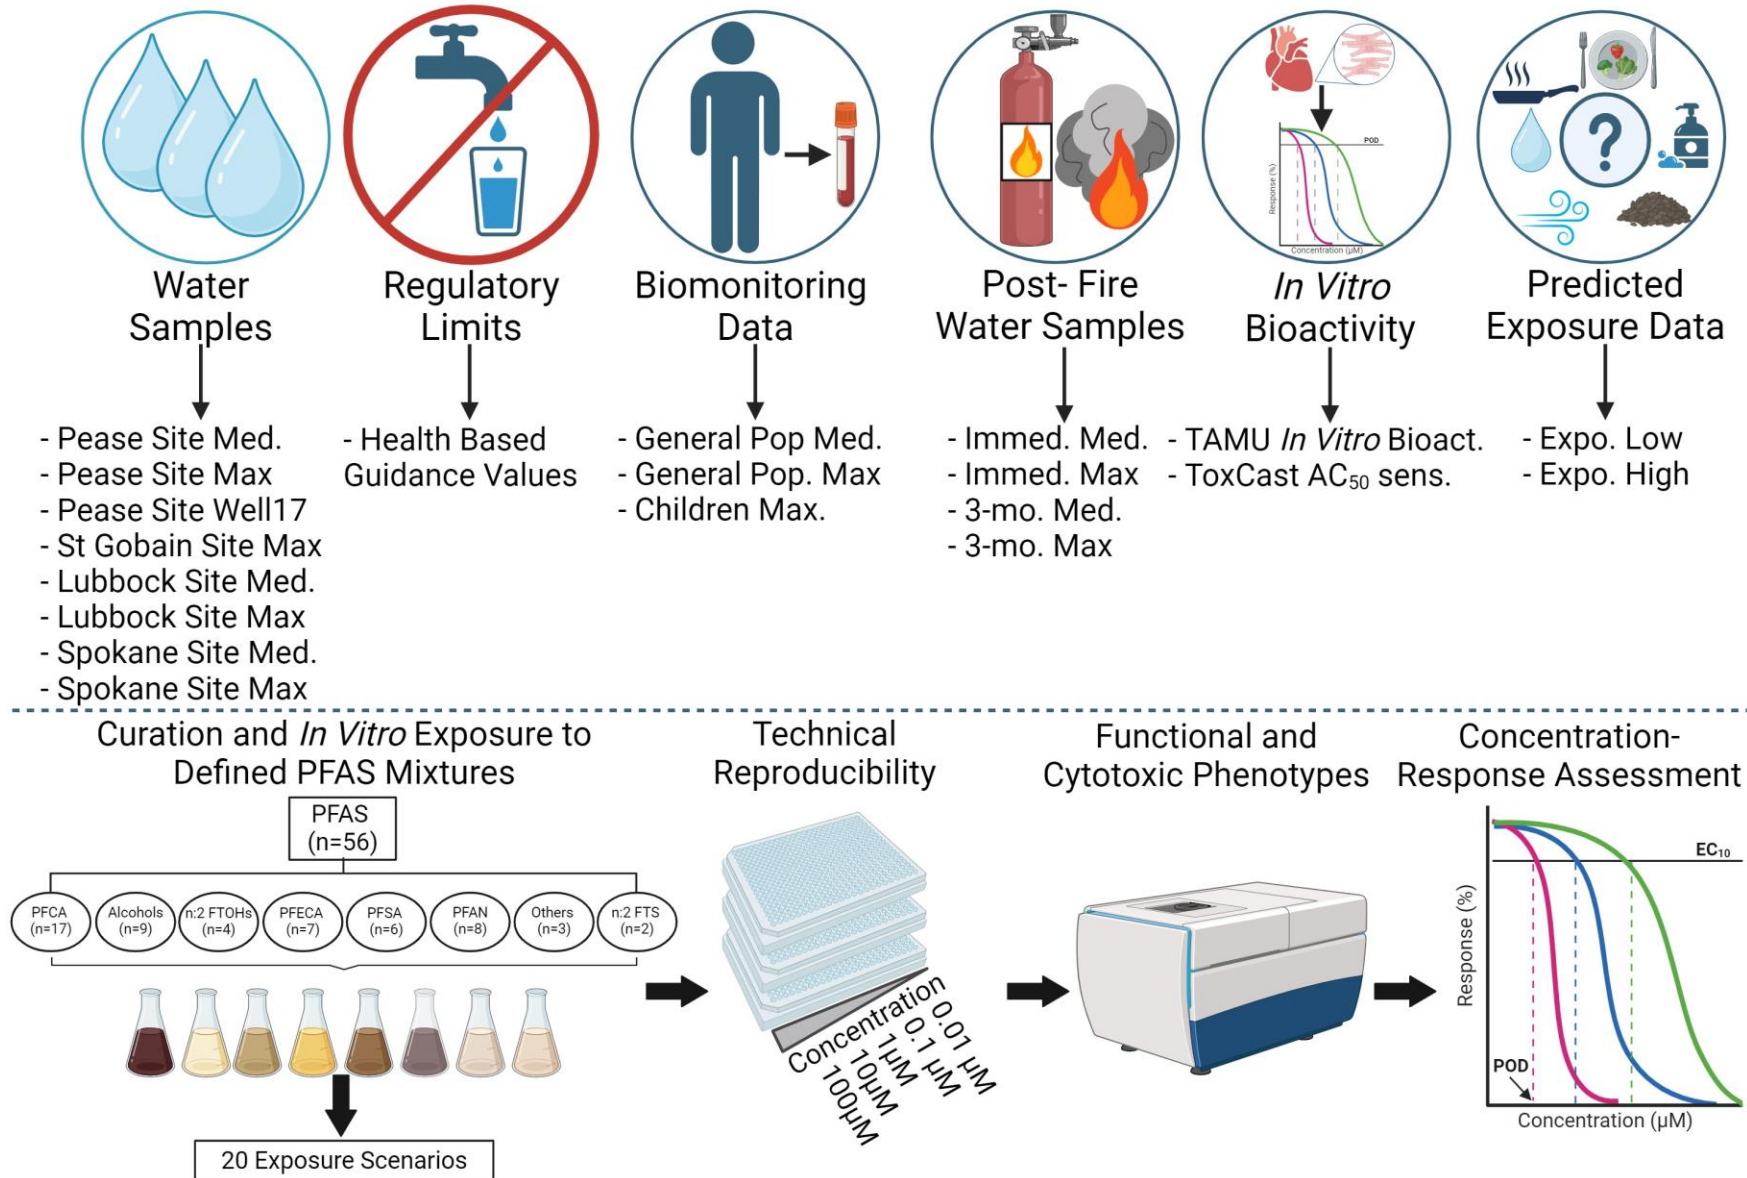 POD
Response (%)
Concentration (µM)
?
Water
Samples
Regulatory
Limits
Biomonitoring
Data
Post- Fire
Water Samples
In Vitro
Bioactivity
Predicted
Exposure Data
- Pease Site Med.
- Pease Site Max
- Pease Site Well17
- St Gobain Site Max
- Lubbock Site Med.
- Lubbock Site Max
- Spokane Site Med.
- Spokane Site Max
- Health Based
Guidance Values
- General Pop Med.
- General Pop. Max
- Children Max.
- Immed. Med.
- Immed. Max
- 3-mo. Med.
- 3-mo. Max
- TAMU In Vitro Bioact.
- ToxCast AC50 sens.
- Expo. Low
- Expo. High
Curation and In Vitro Exposure to
Defined PFAS Mixtures
PFAS
(n=56)
PFCA
(n=17)
Alcohols
(n=9)
n:2 FTOHs
(n=4)
PFECA
(n=7)
PFSA
(n=6)
PFAN
(n=8)
Others
(n=3)
n:2 FTS
(n=2)
20 Exposure Scenarios
Technical
Reproducibility
Concentration
0.01 µM
0.1 µM
1µM
10µM
100µM
Functional and
Cytotoxic Phenotypes
Concentration-
Response Assessment
EC10
Response (%)
POD
Concentration (µM)